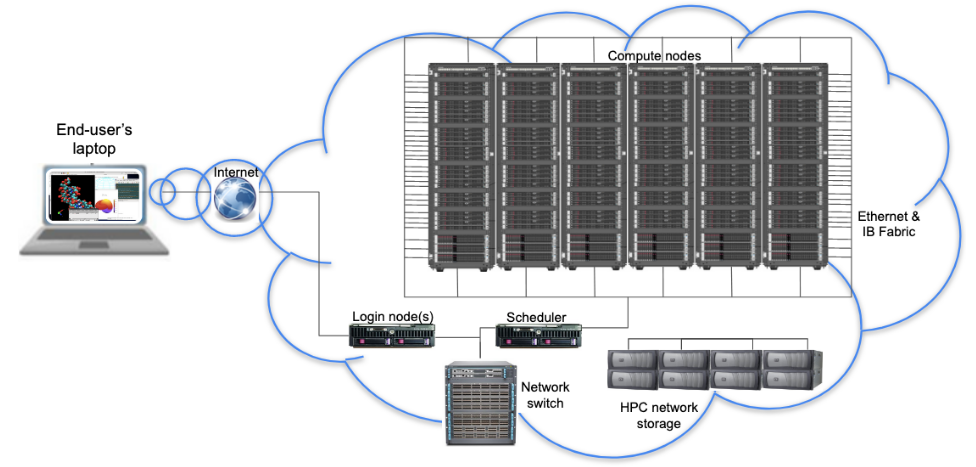 Compute nodes
End-user's
laptop
Internet
Ethernet &
IB Fabric
Login node(s)
Scheduler
Network
switch
HPC network
storage